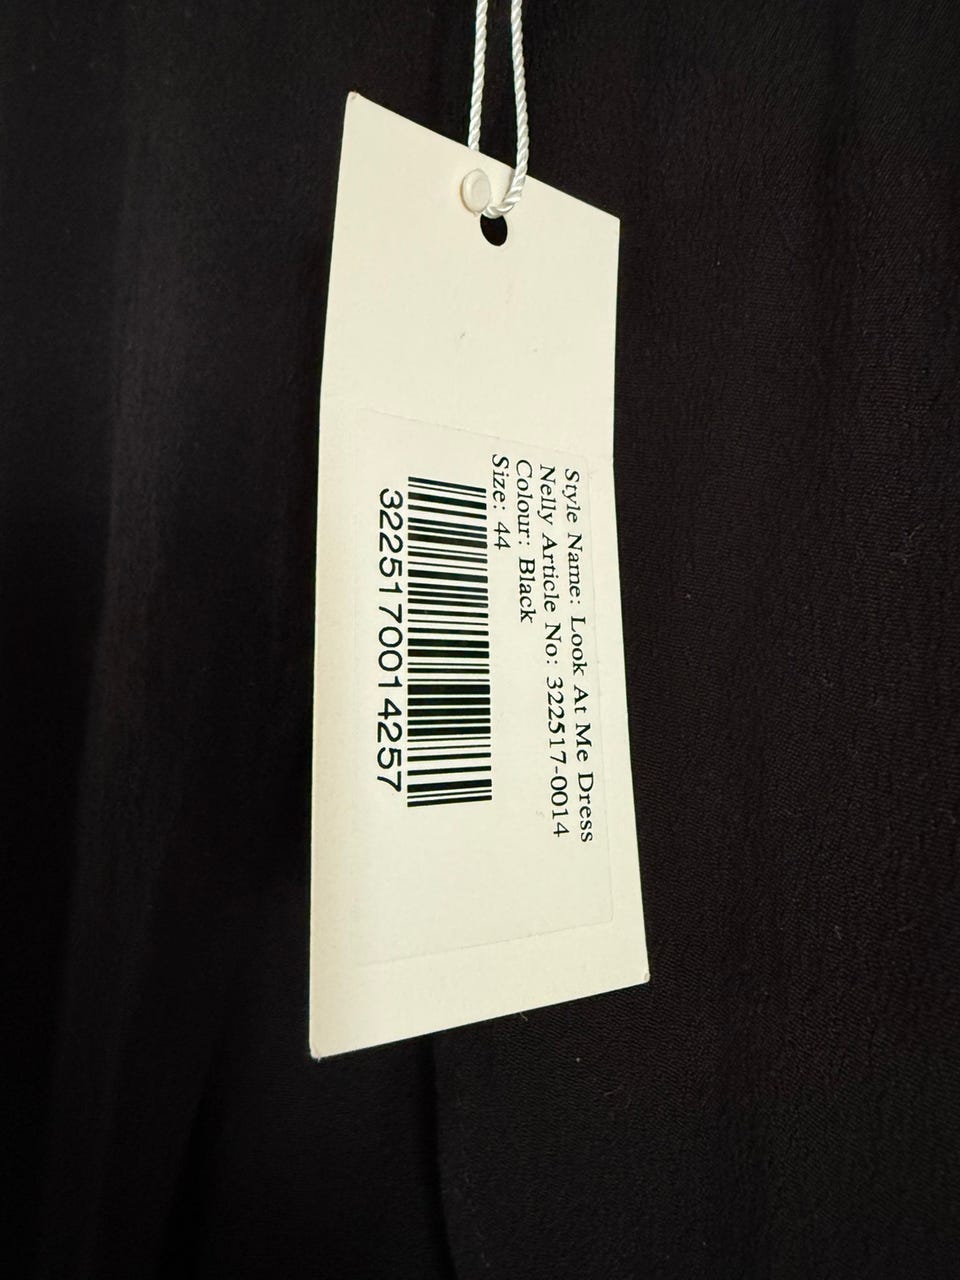 Style Name: Look At Me Dress
Nelly Article No: 322517-0014
Colour: Black
Size: 44
3225170014257